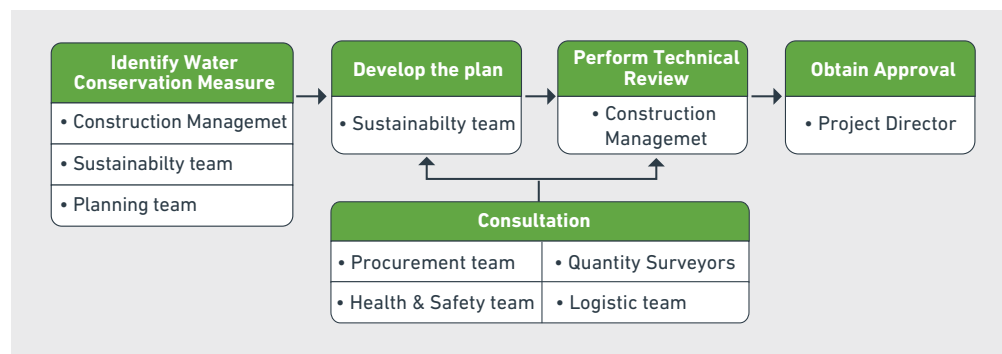 Identify Water
Conservation Measure
• Construction Managemet
• Sustainabilty team
• Planning team
Develop the plan
• Sustainabilty team
Perform Technical
Review
• Construction
Managemet
Obtain Approval
• Project Director
Consultation
• Procurement team
• Quantity Surveyors
• Health & Safety team
• Logistic team